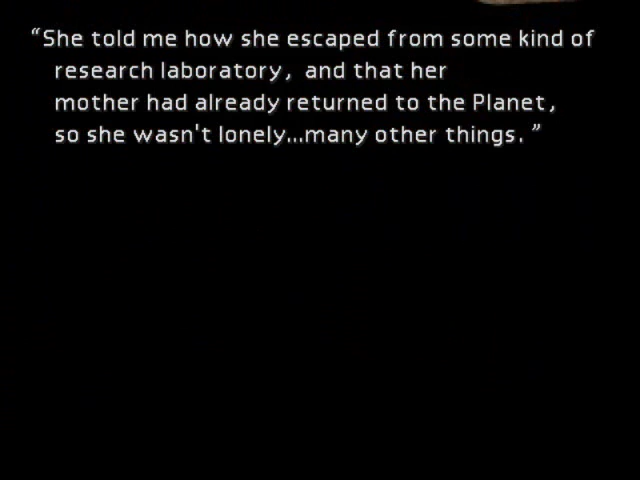 “She told me how she escaped from some kind of
research laboratory, and that her
mother had already returned to the Planet,
so she wasn't lonely...many other things.”